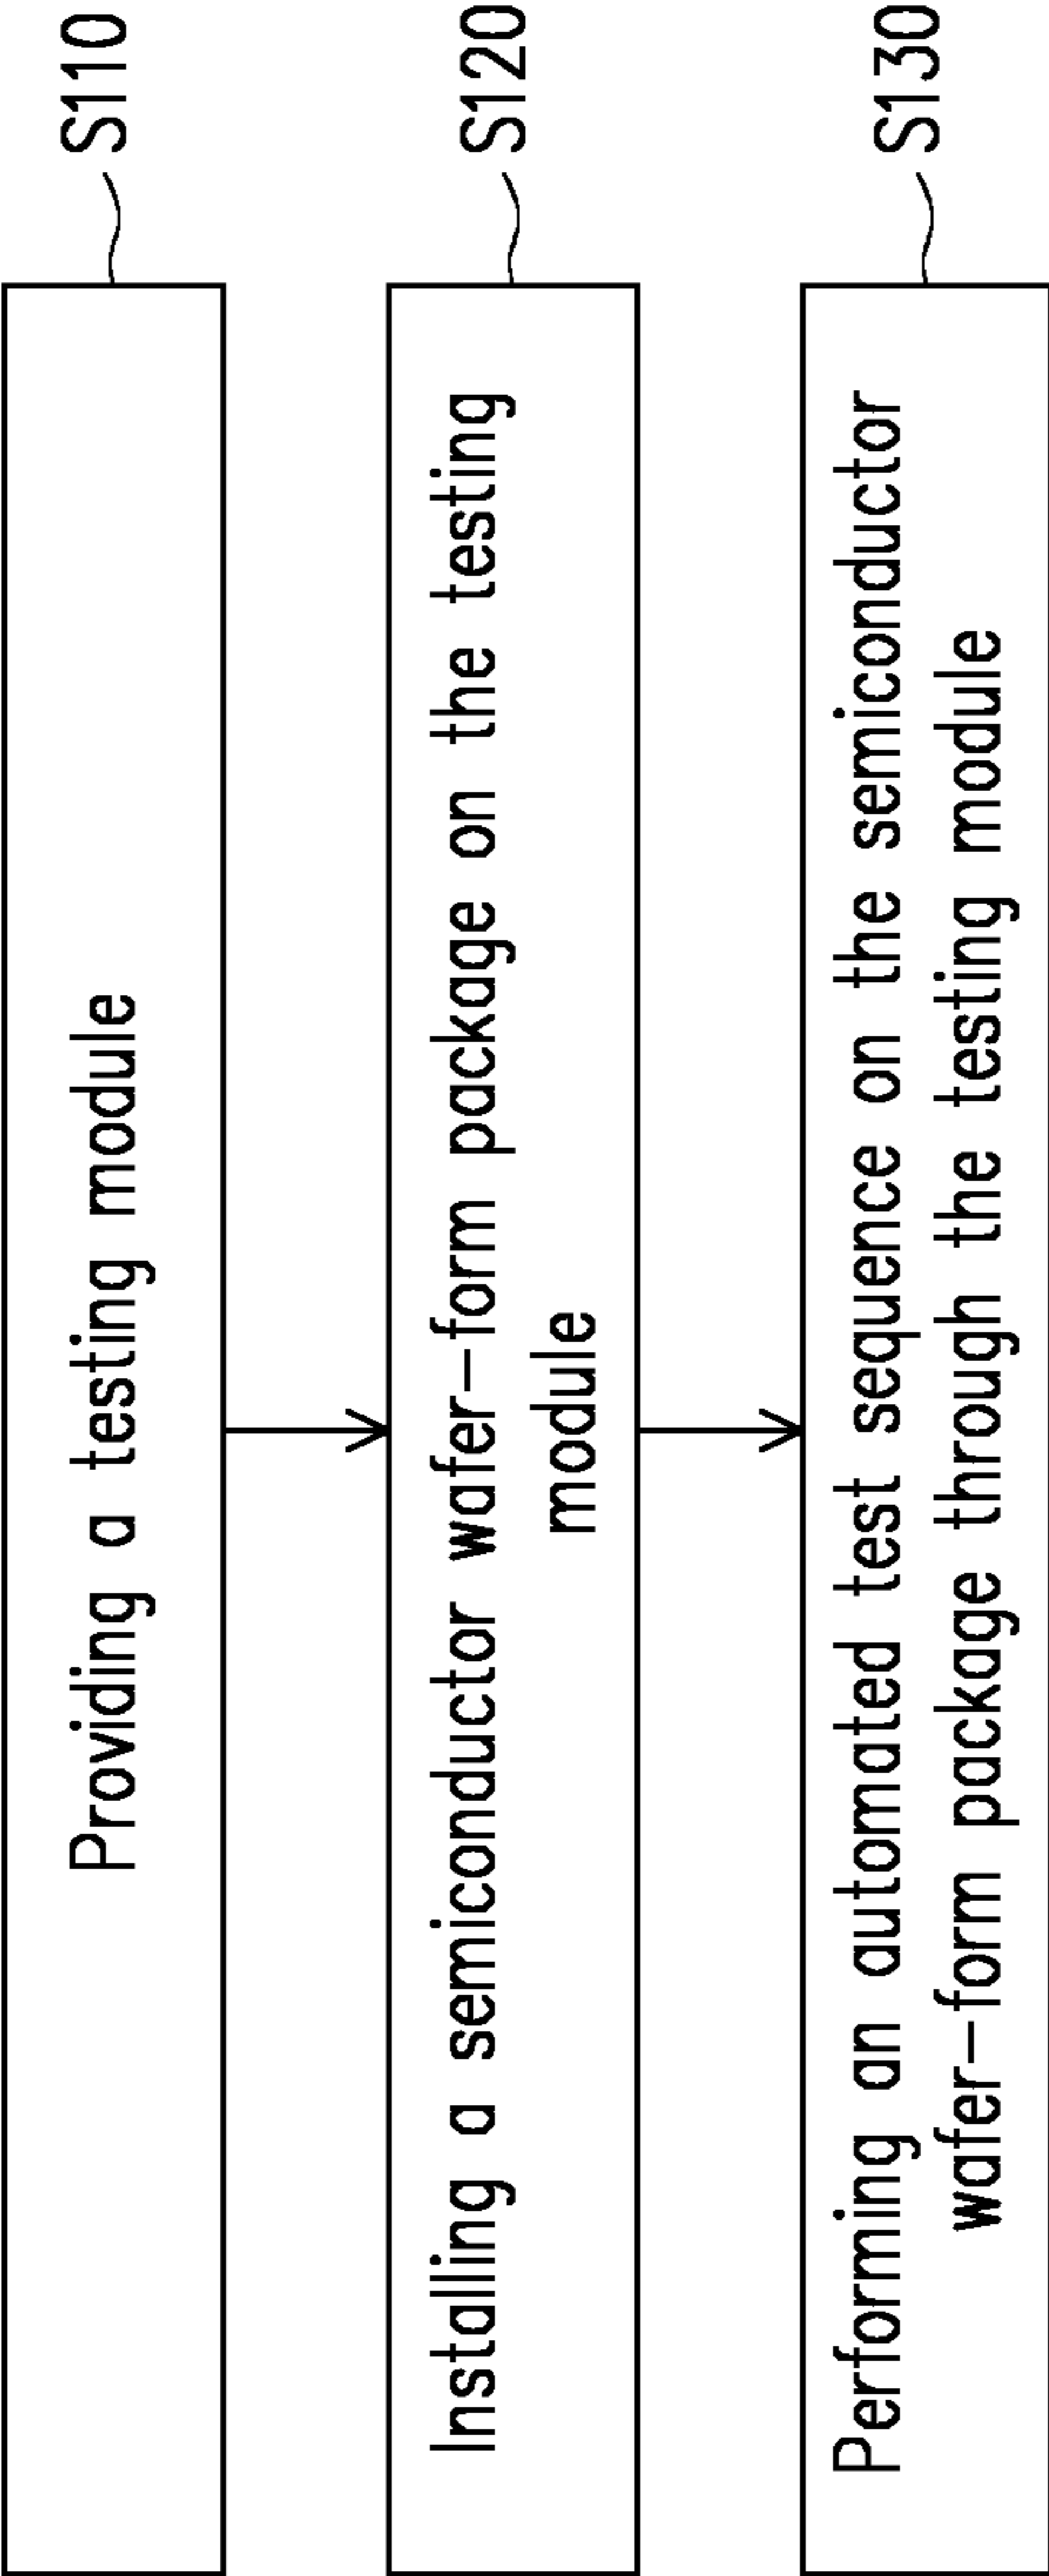 Providing a testing module
S110
Installing a semiconductor wafer-form package on the testing
module
S120
Performing an automated test sequence on the semiconductor
wafer-form package through the testing module
S130